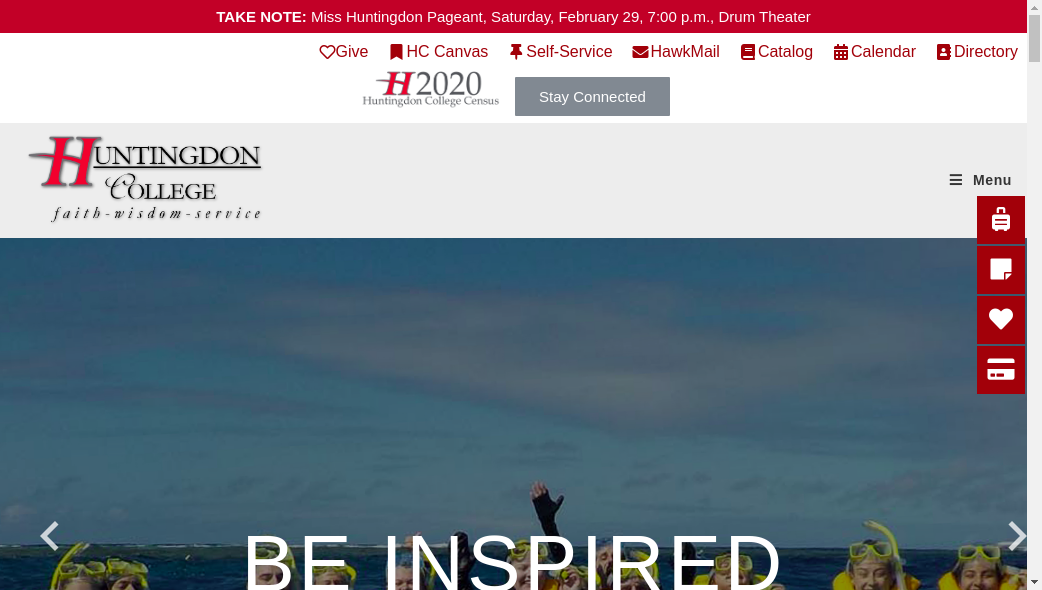 TAKE NOTE: Miss Huntingdon Pageant, Saturday, February 29, 7:00 p.m., Drum Theater
Give HC Canvas Self-Service HawkMail Catalog Calendar Directory
H2020
Huntingdon College Census
Stay Connected
HUNTINGDON
COLLEGE
faith-wisdom-service
Menu
BE INSPIRED